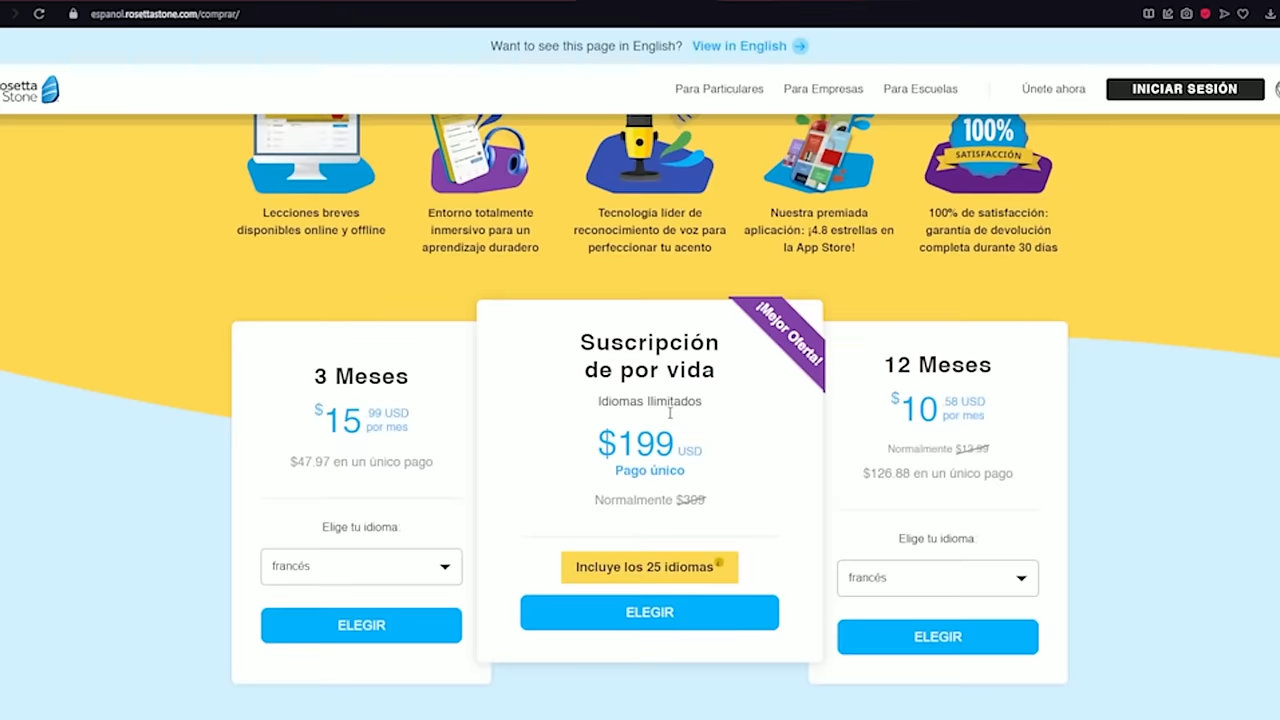 espanol.rosettastone.com/comprar/
Want to see this page in English? View in English
osetta
Stone
Para Particulares Para Empresas Para Escuelas Únete ahora INICIAR SESIÓN
100%
SATISFACCIÓN
Lecciones breves
disponibles online y offline
Entorno totalmente
inmersivo para un
aprendizaje duradero
Tecnología líder de
reconocimiento de voz para
perfeccionar tu acento
Nuestra premiada
aplicación: ¡4.8 estrellas en
la App Store!
100% de satisfacción:
garantía de devolución
completa durante 30 días
3 Meses
$15.99 USD
por mes
$47.97 en un único pago
Elige tu idioma:
francés
ELEGIR
¡Mejor Oferta!
Suscripción
de por vida
Idiomas Ilimitados
$199 USD
Pago único
Normalmente $399
Incluye los 25 idiomas
ELEGIR
12 Meses
$10.58 USD
por mes
Normalmente $13.99
$126.88 en un único pago
Elige tu idioma:
francés
ELEGIR